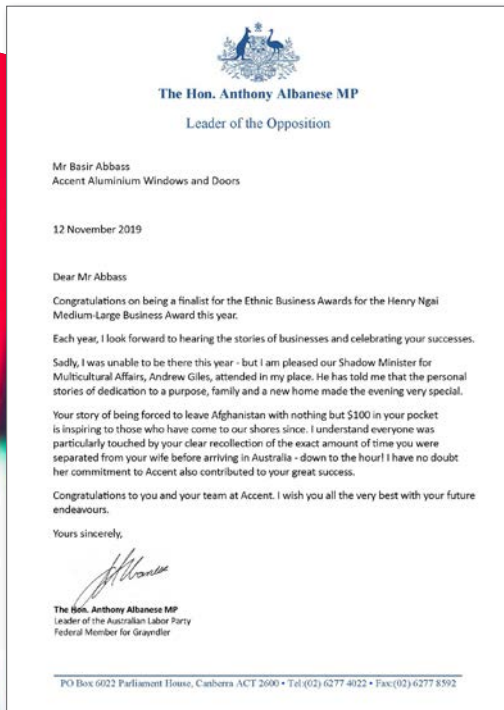 The Hon. Anthony Albanese MP
Leader of the Opposition
Mr Basir Abbass
Accent Aluminium Windows and Doors
12 November 2019
Dear Mr Abbass
Congratulations on being a finalist for the Ethnic Business Awards for the Henry Ngai
Medium-Large Business Award this year.
Each year, I look forward to hearing the stories of businesses and celebrating your successes.
Sadly, I was unable to be there this year - but I am pleased our Shadow Minister for
Multicultural Affairs, Andrew Giles, attended in my place. He has told me that the personal
stories of dedication to a purpose, family and a new home made the evening very special.
Your story of being forced to leave Afghanistan with nothing but $100 in your pocket
is inspiring to those who have come to our shores since. I understand everyone was
particularly touched by your clear recollection of the exact amount of time you were
separated from your wife before arriving in Australia - down to the hour! I have no doubt
her commitment to Accent also contributed to your great success.
Congratulations to you and your team at Accent. I wish you all the very best with your future
endeavours.
Yours sincerely,
The Hon. Anthony Albanese MP
Leader of the Australian Labor Party
Federal Member for Grayndler
PO Box 6022 Parliament House, Canberra ACT 2600 • Tel:(02) 6277 4022 • Fax:(02) 6277 8592